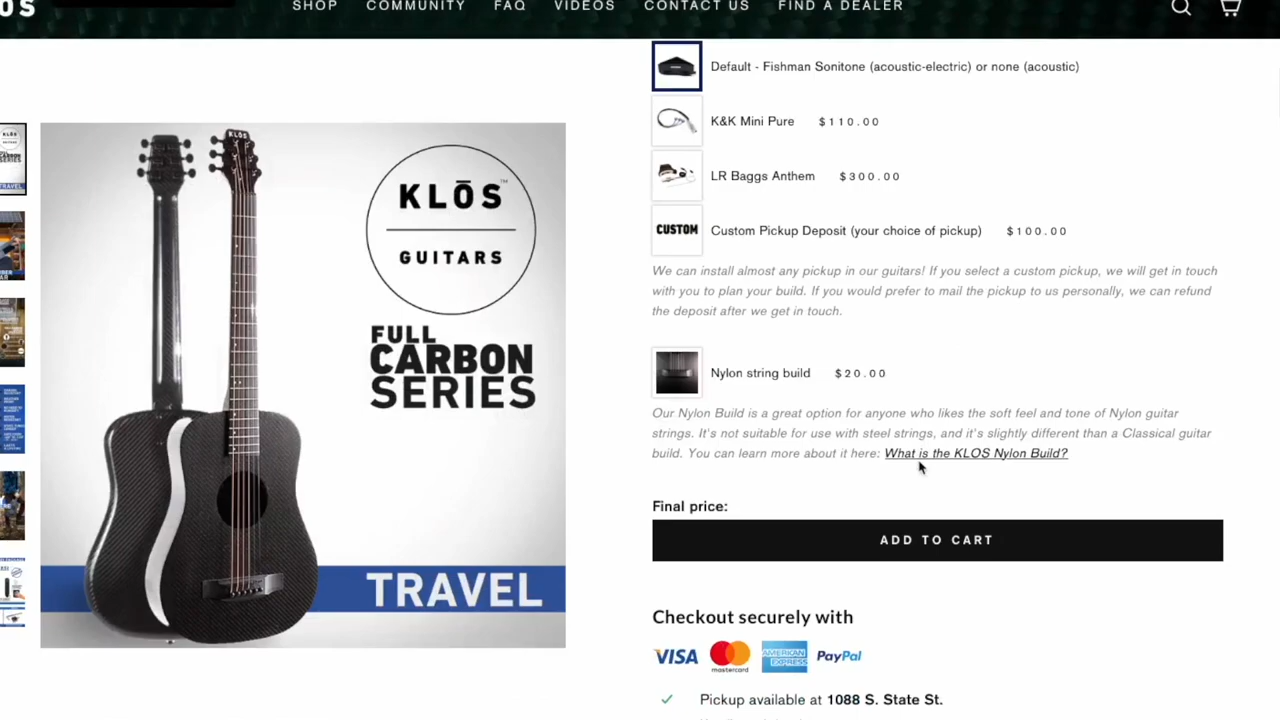 SHOP COMMUNITY FAQ VIDEOS CONTACT US FIND A DEALER
Default - Fishman Sonitone (acoustic-electric) or none (acoustic)
K&K Mini Pure $110.00
LR Baggs Anthem $300.00
CUSTOM
Custom Pickup Deposit (your choice of pickup) $100.00
We can install almost any pickup in our guitars! If you select a custom pickup, we will get in touch
with you to plan your build. If you would prefer to mail the pickup to us personally, we can refund
the deposit after we get in touch.
Nylon string build $20.00
Our Nylon Build is a great option for anyone who likes the soft feel and tone of Nylon guitar
strings. It's not suitable for use with steel strings, and it's slightly different than a Classical guitar
build. You can learn more about it here: What is the KLOS Nylon Build?
Final price:
ADD TO CART
Checkout securely with
VISA mastercard AMERICAN EXPRESS PayPal
Pickup available at 1088 S. State St.
KLŌS
KLŌS™
GUITARS
FULL
CARBON
SERIES
TRAVEL